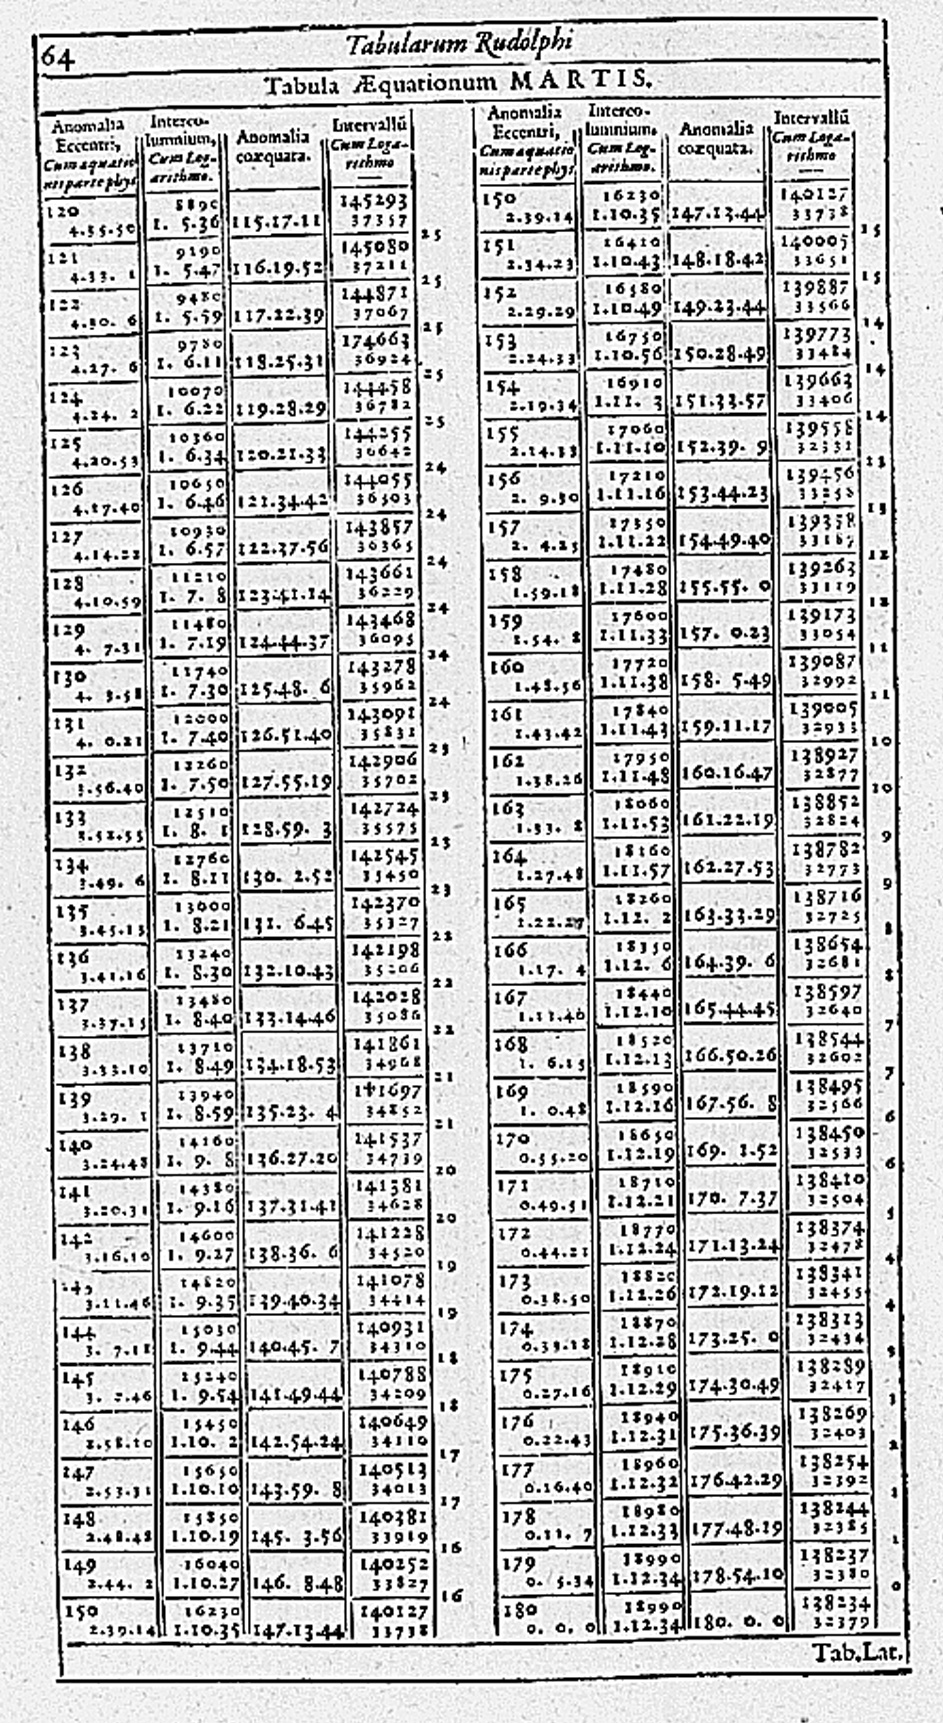 64 Tabularum Rudolphi
Tabula Æquationum MARTIS.
Anomalia Interco- Intervallū
Eccentri, lumnium, Anomalia Cum Loga-
Cum æquatio Cum Log- coæquata. rithmo
nis parte phys. arithmo.
120 8890 145293
4.55.50 1. 5.36 115.17.11 37357
25
121 9190 145080
4.33. 1 1. 5.47 116.19.52 37211
25
122 9480 144871
4.30. 6 1. 5.59 117.22.39 37067
25
123 9780 174663
4.27. 6 1. 6.11 118.25.31 36924
25
124 10070 144458
4.24. 2 1. 6.22 119.28.29 36782
25
125 10360 144255
4.20.53 1. 6.34 120.21.33 36642
24
126 10650 144055
4.17.40 1. 6.46 121.34.42 36503
24
127 10930 143857
4.14.22 1. 6.57 122.37.56 36365
24
128 11210 143661
4.10.59 1. 7. 8 123.41.14 36229
24
129 11480 143468
4. 7.31 1. 7.19 124.44.37 36095
24
130 11740 143278
4. 3.58 1. 7.30 125.48. 6 35962
24
131 12000 143091
4. 0.21 1. 7.40 126.51.40 35831
23
132 12260 142906
3.56.40 1. 7.50 127.55.19 35702
23
133 12510 142724
3.52.55 1. 8. 1 128.59. 3 35575
23
134 12760 142545
3.49. 6 1. 8.11 130. 2.52 35450
23
135 13000 142370
3.45.13 1. 8.21 131. 6.45 35327
23
136 13240 142198
3.41.16 1. 8.30 132.10.43 35206
22
137 13480 142028
3.37.15 1. 8.40 133.14.46 35086
22
138 13710 141861
3.33.10 1. 8.49 134.18.53 34968
21
139 13940 141697
3.29. 1 1. 8.59 135.23. 4 34852
21
140 14160 141537
3.24.48 1. 9. 8 136.27.20 34739
20
141 14380 141381
3.20.31 1. 9.16 137.31.41 34628
20
142 14600 141228
3.16.10 1. 9.27 138.36. 6 34520
19
143 14820 141078
3.11.46 1. 9.35 139.40.34 34414
19
144 15030 140931
3. 7.18 1. 9.44 140.45. 7 34310
18
145 15240 140788
3. 2.46 1. 9.54 141.49.44 34209
18
146 15450 140649
2.58.10 1.10. 2 142.54.24 34110
17
147 15650 140513
2.53.31 1.10.10 143.59. 8 34013
17
148 15850 140381
2.48.48 1.10.19 145. 3.56 33919
16
149 16040 140252
2.44. 2 1.10.27 146. 8.48 33827
16
150 16230 140127
2.39.14 1.10.35 147.13.44 33738
Anomalia Interco- Intervallū
Eccentri, lumnium, Anomalia Cum Loga-
Cum æquatio Cum Log- coæquata. rithmo
nis parte phys. arithmo.
150 16230 140127
2.39.14 1.10.35 147.13.44 33738
15
151 16410 140005
2.34.23 1.10.43 148.18.42 33651
15
152 16580 139887
2.29.29 1.10.49 149.23.44 33566
14
153 16750 139773
2.24.33 1.10.56 150.28.49 33484
14
154 16910 139663
2.19.34 1.11. 3 151.33.57 33406
14
155 17060 139558
2.14.33 1.11.10 152.39. 9 32331
13
156 17210 139456
2. 9.30 1.11.16 153.44.23 33258
13
157 17350 139358
2. 4.25 1.11.22 154.49.40 33187
12
158 17480 139263
1.59.18 1.11.28 155.55. 0 33119
12
159 17600 139173
1.54. 8 1.11.33 157. 0.23 33054
11
160 17720 139087
1.48.56 1.11.38 158. 5.49 32992
11
161 17840 139005
1.43.42 1.11.43 159.11.17 32933
10
162 17950 138927
1.38.26 1.11.48 160.16.47 32877
10
163 18060 138852
1.33. 8 1.11.53 161.22.19 32824
9
164 18160 138782
1.27.48 1.11.57 162.27.53 32773
9
165 18260 138716
1.22.27 1.12. 2 163.33.29 32725
8
166 18350 138654
1.17. 4 1.12. 6 164.39. 6 32681
8
167 18440 138597
1.11.40 1.12.10 165.44.45 32640
7
168 18520 138544
1. 6.15 1.12.13 166.50.26 32602
7
169 18590 138495
1. 0.48 1.12.16 167.56. 8 32566
6
170 18650 138450
0.55.20 1.12.19 169. 1.52 32533
6
171 18710 138410
0.49.51 1.12.21 170. 7.37 32504
5
172 18770 138374
0.44.21 1.12.24 171.13.24 32478
4
173 18820 138341
0.38.50 1.12.26 172.19.12 32455
4
174 18870 138313
0.33.18 1.12.28 173.25. 0 32434
3
175 18910 138289
0.27.16 1.12.29 174.30.49 32417
3
176 18940 138269
0.22.43 1.12.31 175.36.39 32403
2
177 18960 138254
0.16.40 1.12.32 176.42.29 32392
1
178 18980 138244
0.11. 7 1.12.33 177.48.19 32385
1
179 18990 138237
0. 5.34 1.12.34 178.54.10 32380
0
180 18990 138234
0. 0. 0 1.12.34 180. 0. 0 32379
Tab.Lat.